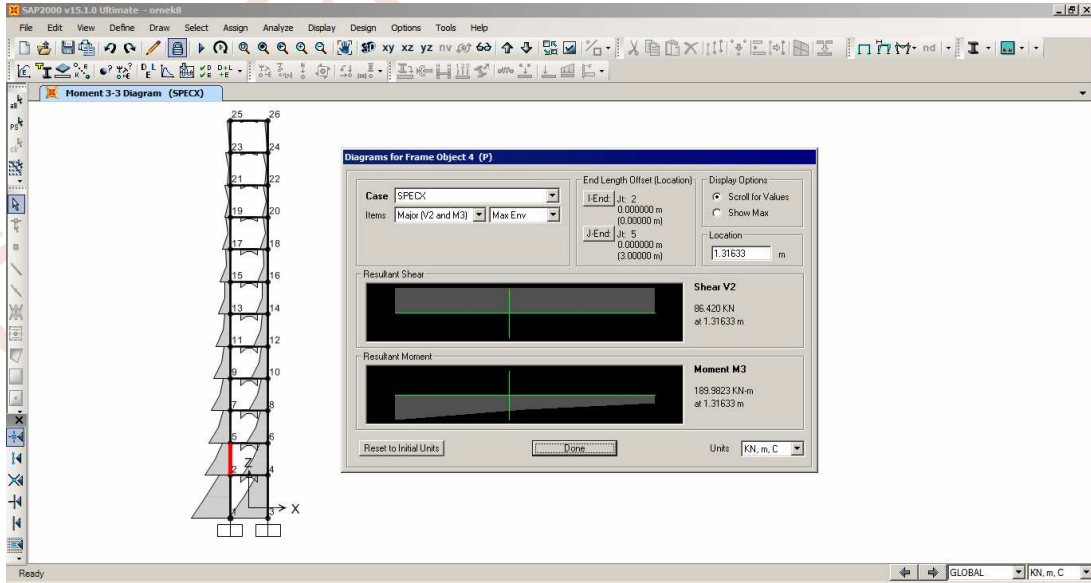 SAP2000 v15.1.0 Ultimate - ornek8
File Edit View Define Draw Select Assign Analyze Display Design Options Tools Help
xy xz yz nv
nd
Moment 3-3 Diagram (SPECX)
25 26
23 24
21 22
19 20
17 18
15 16
13 14
11 12
9 10
7 8
5 6
2 Z 4
1 3 X
Diagrams for Frame Object 4 (P)
Case SPECX
Items Major (V2 and M3) Max Env
End Length Offset (Location)
I-End: Jt: 2
0.000000 m
(0.00000 m)
J-End: Jt: 5
0.000000 m
(3.00000 m)
Display Options
Scroll for Values
Show Max
Location
1.31633 m
Resultant Shear
Shear V2
86.420 KN
at 1.31633 m
Resultant Moment
Moment M3
189.9823 KN-m
at 1.31633 m
Reset to Initial Units
Done
Units KN, m, C
Ready
GLOBAL
KN, m, C